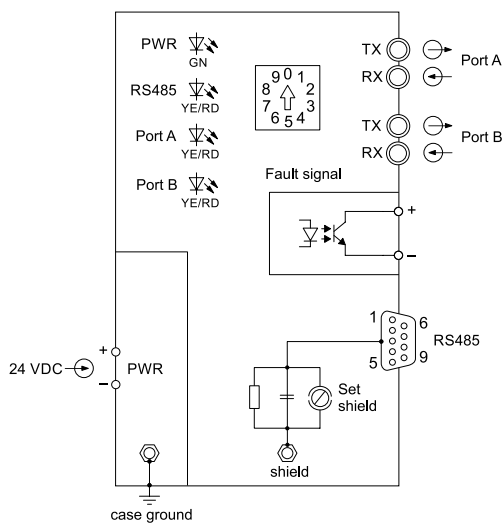 PWR
GN
RS485
YE/RD
Port A
YE/RD
Port B
YE/RD
9 0 1
8 2
7 3
6 5 4
TX
RX
Port A
TX
RX
Port B
Fault signal
+
−
1
6
RS485
5
9
Set
shield
shield
+
24 VDC
PWR
−
case ground